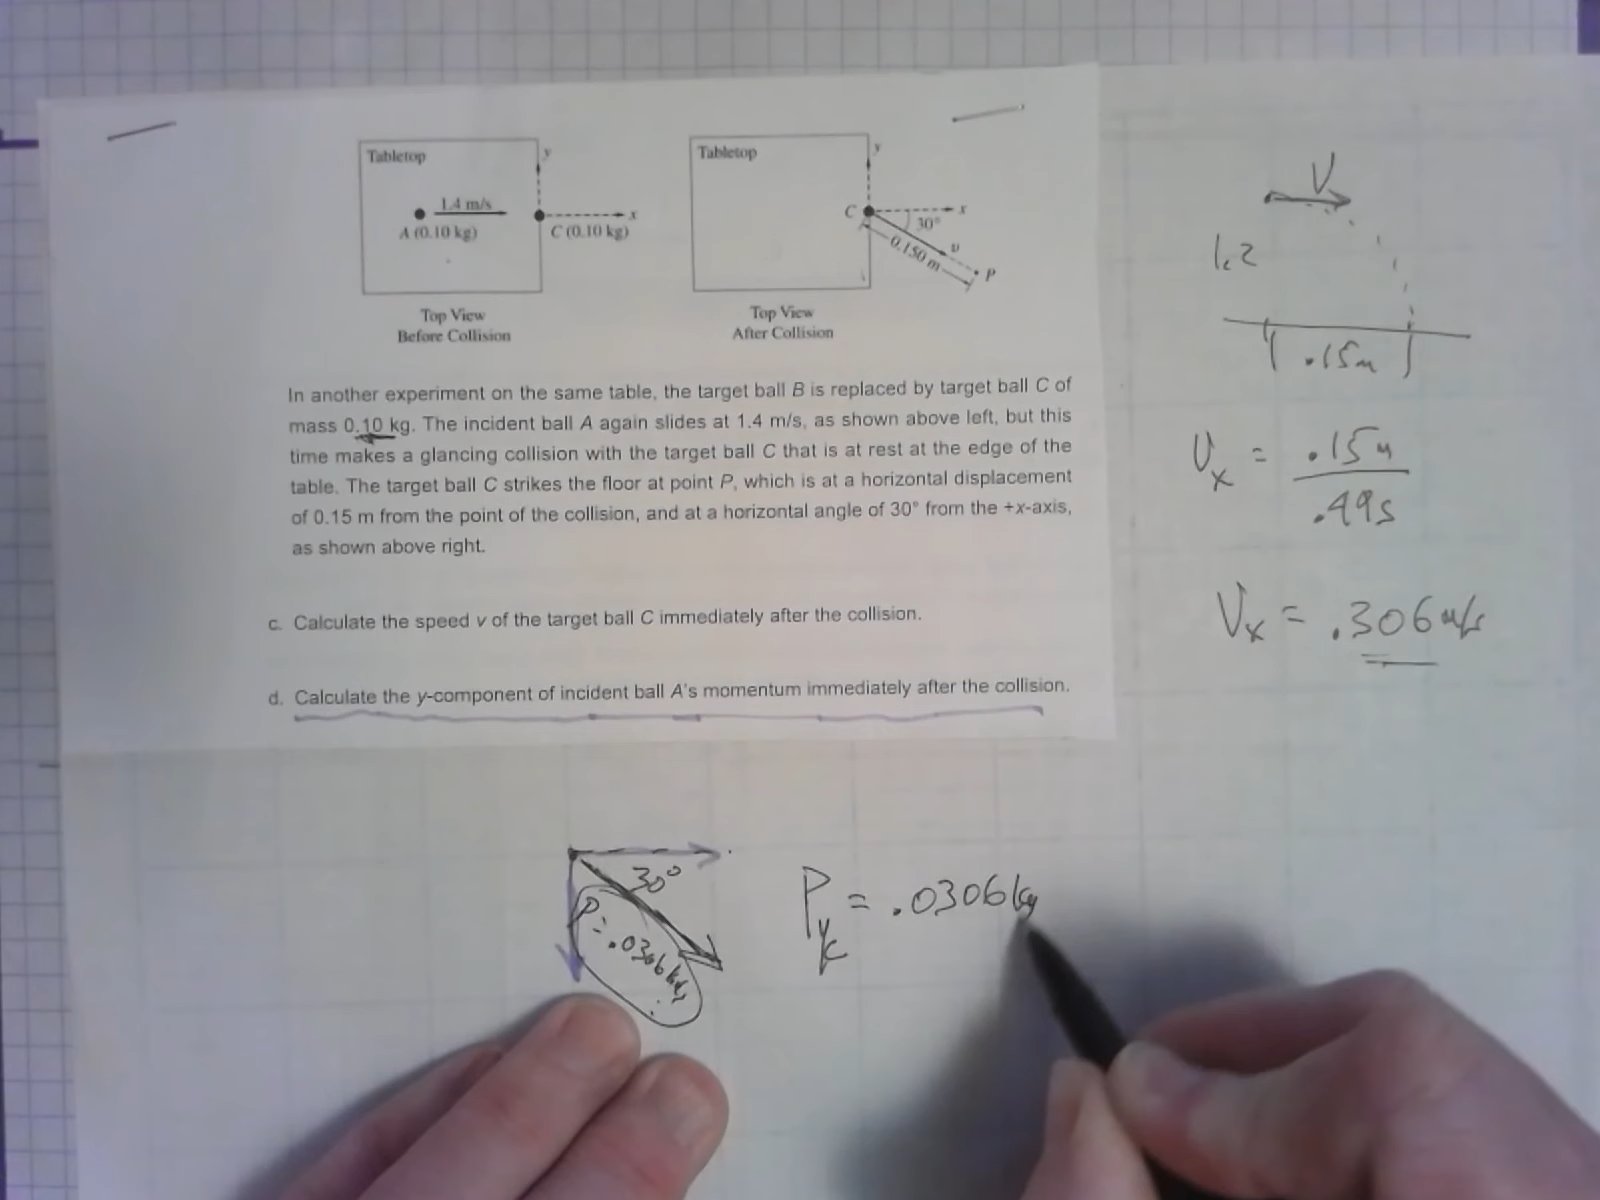 Tabletop
y
1.4 m/s
x
A (0.10 kg)
C (0.10 kg)
Top View
Before Collision
Tabletop
y
C
x
30°
v
0.150 m
P
Top View
After Collision
In another experiment on the same table, the target ball B is replaced by target ball C of
mass 0.10 kg. The incident ball A again slides at 1.4 m/s, as shown above left, but this
time makes a glancing collision with the target ball C that is at rest at the edge of the
table. The target ball C strikes the floor at point P, which is at a horizontal displacement
of 0.15 m from the point of the collision, and at a horizontal angle of 30° from the +x-axis,
as shown above right.
c. Calculate the speed v of the target ball C immediately after the collision.
d. Calculate the y-component of incident ball A's momentum immediately after the collision.
V
1.2
.15m
Vx = .15m
.49s
Vx = .306 m/s
30°
P = .0306
Pyc = .0306 kg